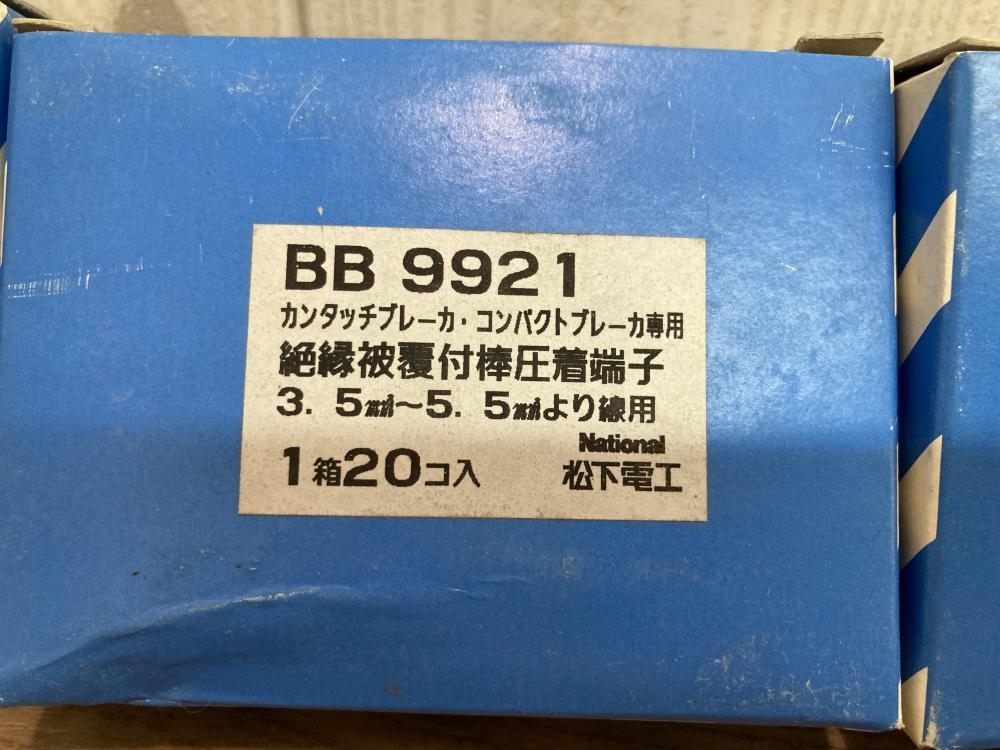 BB 9921
カンタッチブレーカ・コンパクトブレーカ専用
絶縁被覆付棒圧着端子
3.5㎟〜5.5㎟より線用
National
1箱20コ入 松下電工